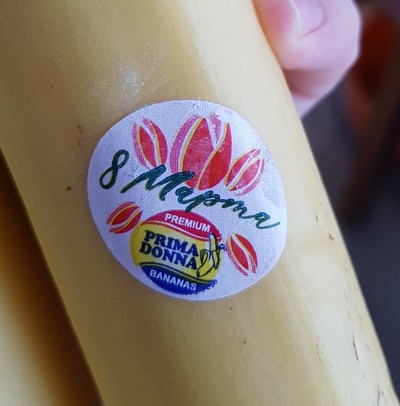 8 Марта
PREMIUM
PRIMA
DONNA
BANANAS